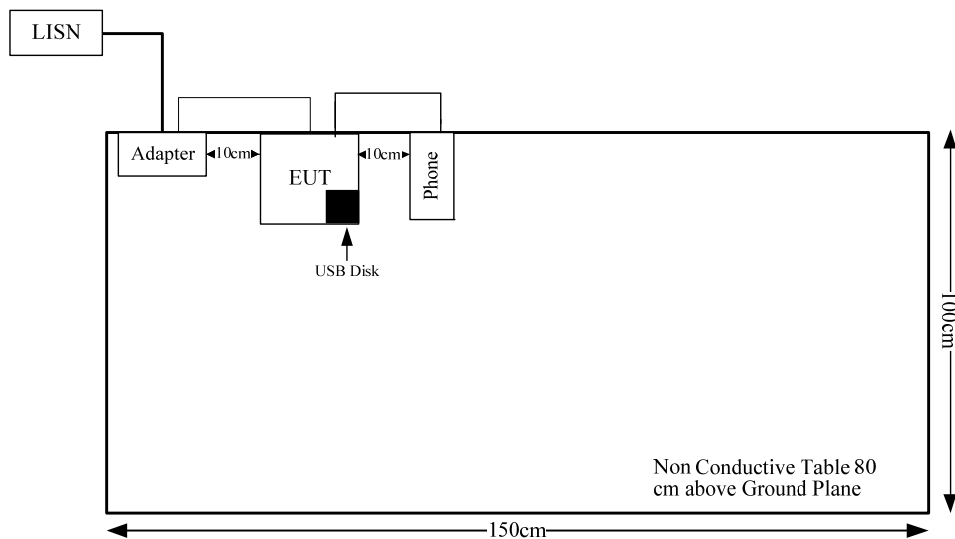 LISN
Adapter
10cm
EUT
10cm
Phone
USB Disk
100cm
Non Conductive Table 80
cm above Ground Plane
150cm